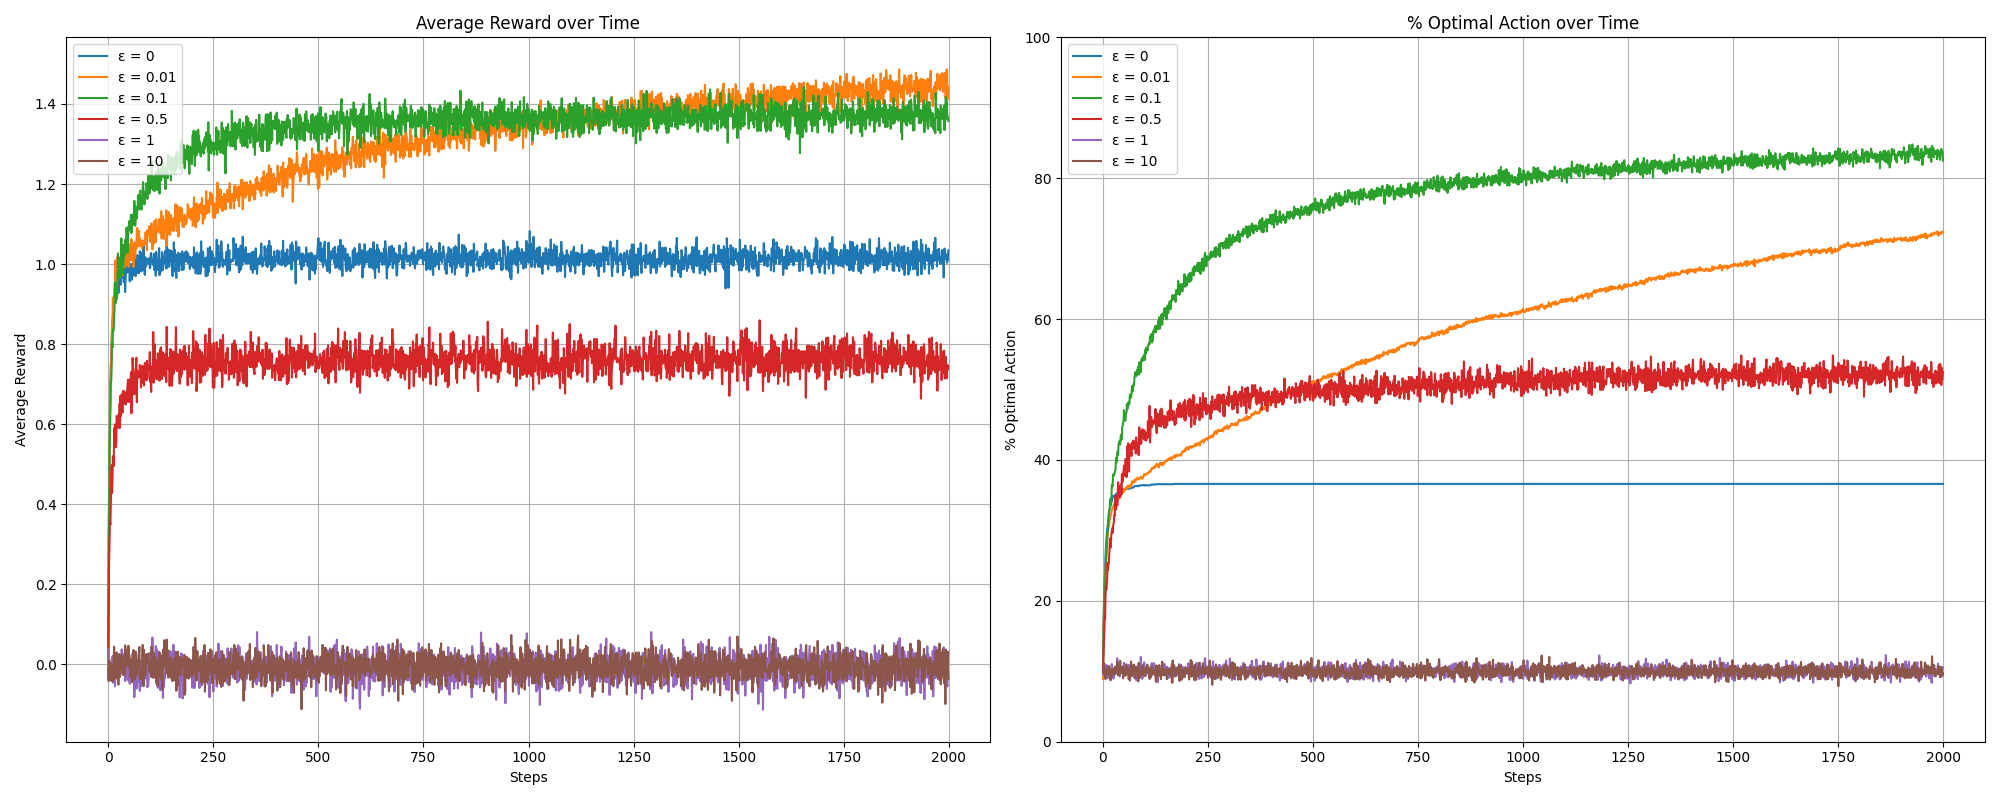 Average Reward over Time
ε = 0
ε = 0.01
ε = 0.1
ε = 0.5
ε = 1
ε = 10
Average Reward
1.4
1.2
1.0
0.8
0.6
0.4
0.2
0.0
0 250 500 750 1000 1250 1500 1750 2000
Steps
% Optimal Action over Time
ε = 0
ε = 0.01
ε = 0.1
ε = 0.5
ε = 1
ε = 10
% Optimal Action
100
80
60
40
20
0
0 250 500 750 1000 1250 1500 1750 2000
Steps